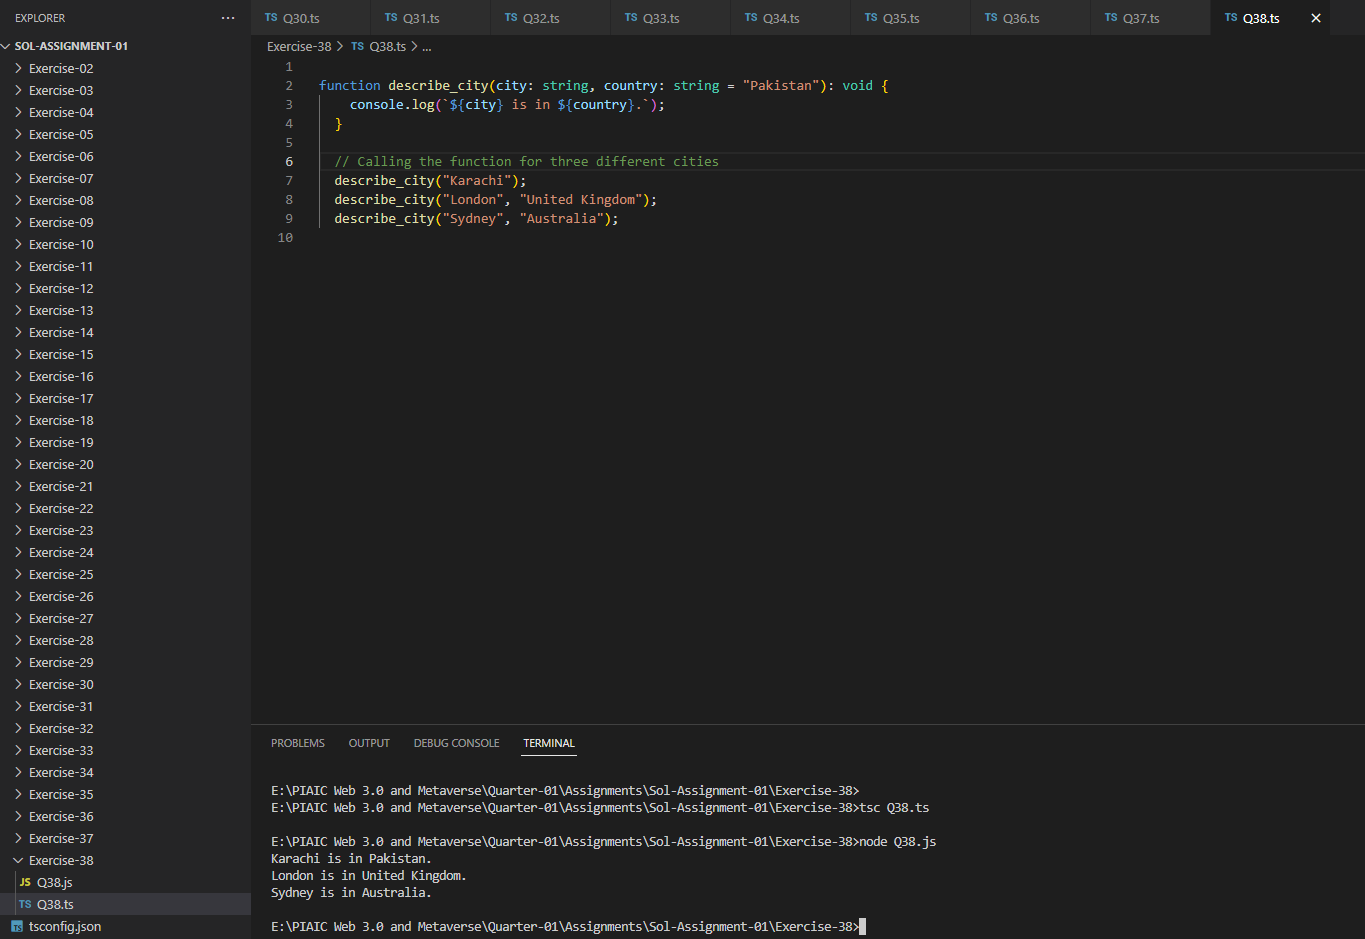 EXPLORER
SOL-ASSIGNMENT-01
Exercise-02
Exercise-03
Exercise-04
Exercise-05
Exercise-06
Exercise-07
Exercise-08
Exercise-09
Exercise-10
Exercise-11
Exercise-12
Exercise-13
Exercise-14
Exercise-15
Exercise-16
Exercise-17
Exercise-18
Exercise-19
Exercise-20
Exercise-21
Exercise-22
Exercise-23
Exercise-24
Exercise-25
Exercise-26
Exercise-27
Exercise-28
Exercise-29
Exercise-30
Exercise-31
Exercise-32
Exercise-33
Exercise-34
Exercise-35
Exercise-36
Exercise-37
Exercise-38
JS Q38.js
TS Q38.ts
TS tsconfig.json
TS Q30.ts TS Q31.ts TS Q32.ts TS Q33.ts TS Q34.ts TS Q35.ts TS Q36.ts TS Q37.ts TS Q38.ts
Exercise-38 > TS Q38.ts > ...
1
2 function describe_city(city: string, country: string = "Pakistan"): void {
3 console.log(`${city} is in ${country}.`);
4 }
5
6 // Calling the function for three different cities
7 describe_city("Karachi");
8 describe_city("London", "United Kingdom");
9 describe_city("Sydney", "Australia");
10
PROBLEMS OUTPUT DEBUG CONSOLE TERMINAL
E:\PIAIC Web 3.0 and Metaverse\Quarter-01\Assignments\Sol-Assignment-01\Exercise-38>
E:\PIAIC Web 3.0 and Metaverse\Quarter-01\Assignments\Sol-Assignment-01\Exercise-38>tsc Q38.ts
E:\PIAIC Web 3.0 and Metaverse\Quarter-01\Assignments\Sol-Assignment-01\Exercise-38>node Q38.js
Karachi is in Pakistan.
London is in United Kingdom.
Sydney is in Australia.
E:\PIAIC Web 3.0 and Metaverse\Quarter-01\Assignments\Sol-Assignment-01\Exercise-38>